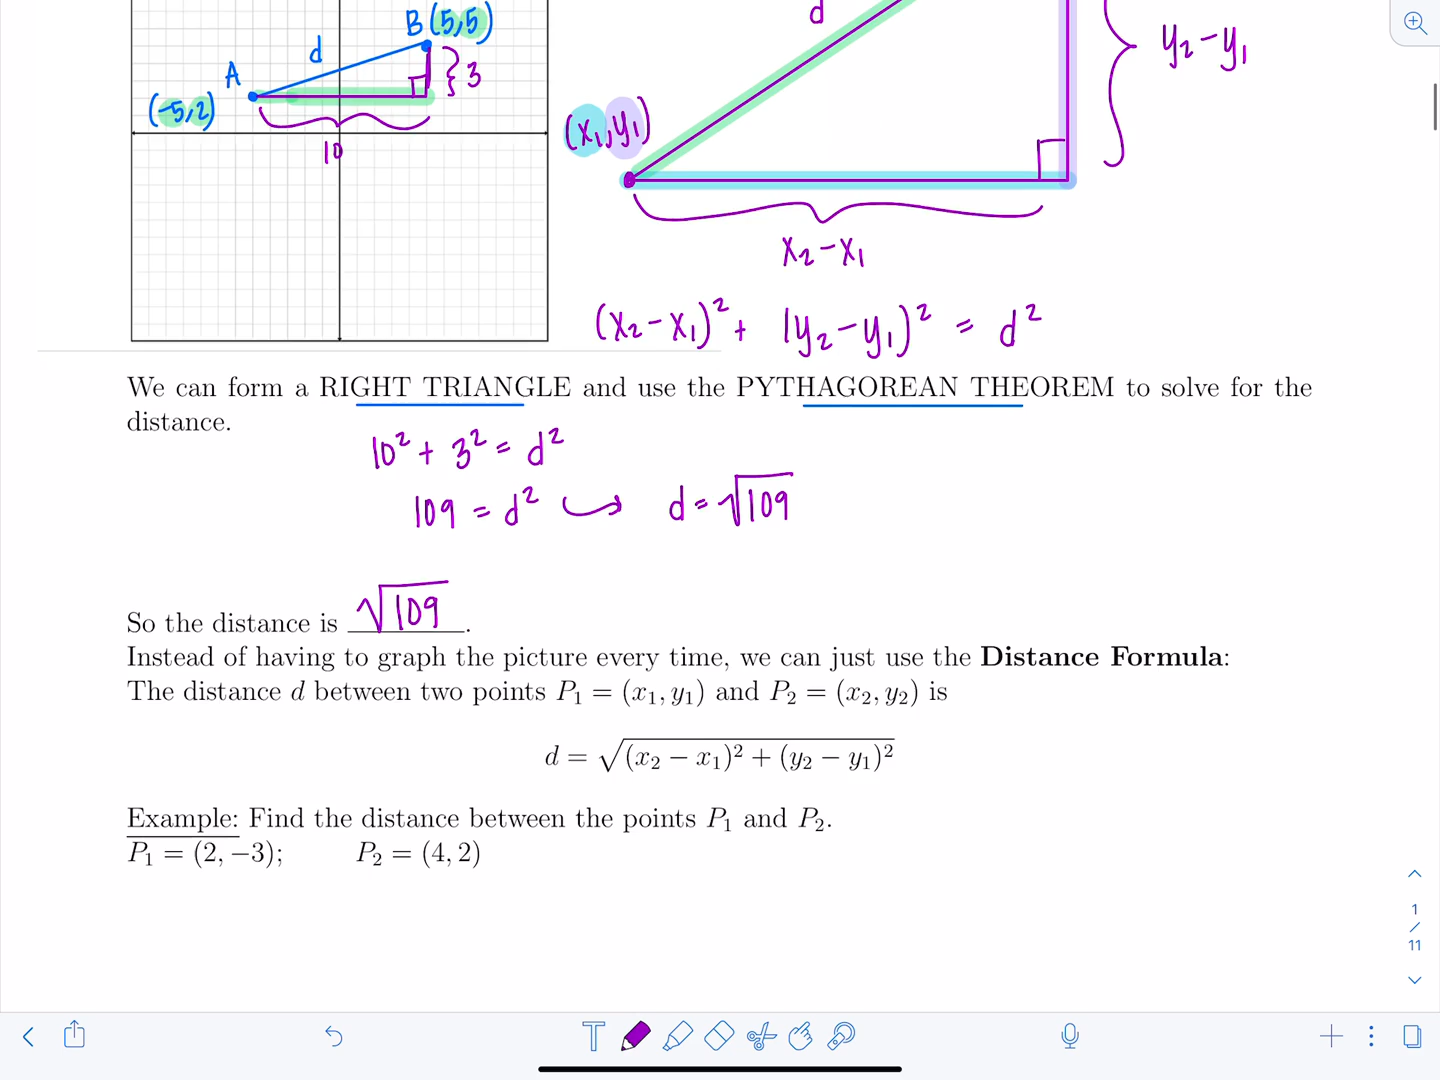 B (5,5)
d
d
y₂-y₁
A
}3
(-5,2)
(x₁,y₁)
10
x₂-x₁
(x₂-x₁)² + (y₂-y₁)² = d²
We can form a RIGHT TRIANGLE and use the PYTHAGOREAN THEOREM to solve for the
distance.
10² + 3² = d²
109 = d² → d = √109
So the distance is √109.
Instead of having to graph the picture every time, we can just use the Distance Formula:
The distance d between two points P₁ = (x₁, y₁) and P₂ = (x₂, y₂) is
d = √(x₂ − x₁)² + (y₂ − y₁)²
Example: Find the distance between the points P₁ and P₂.
P₁ = (2, −3); P₂ = (4, 2)
1
/
11
T